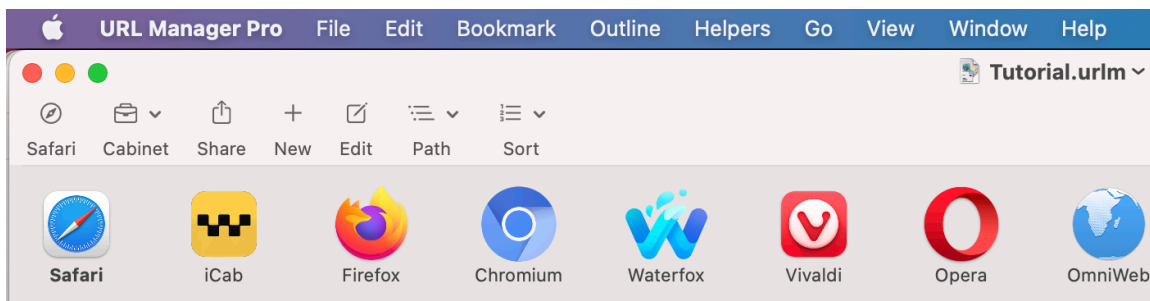 URL Manager Pro File Edit Bookmark Outline Helpers Go View Window Help
Tutorial.urlm
Safari Cabinet Share New Edit Path Sort
Safari iCab Firefox Chromium Waterfox Vivaldi Opera OmniWeb